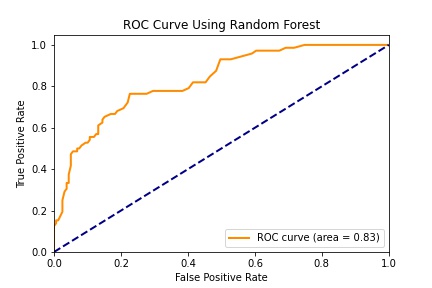 ROC Curve Using Random Forest
True Positive Rate
1.0
0.8
0.6
0.4
0.2
0.0
ROC curve (area = 0.83)
0.0 0.2 0.4 0.6 0.8 1.0
False Positive Rate